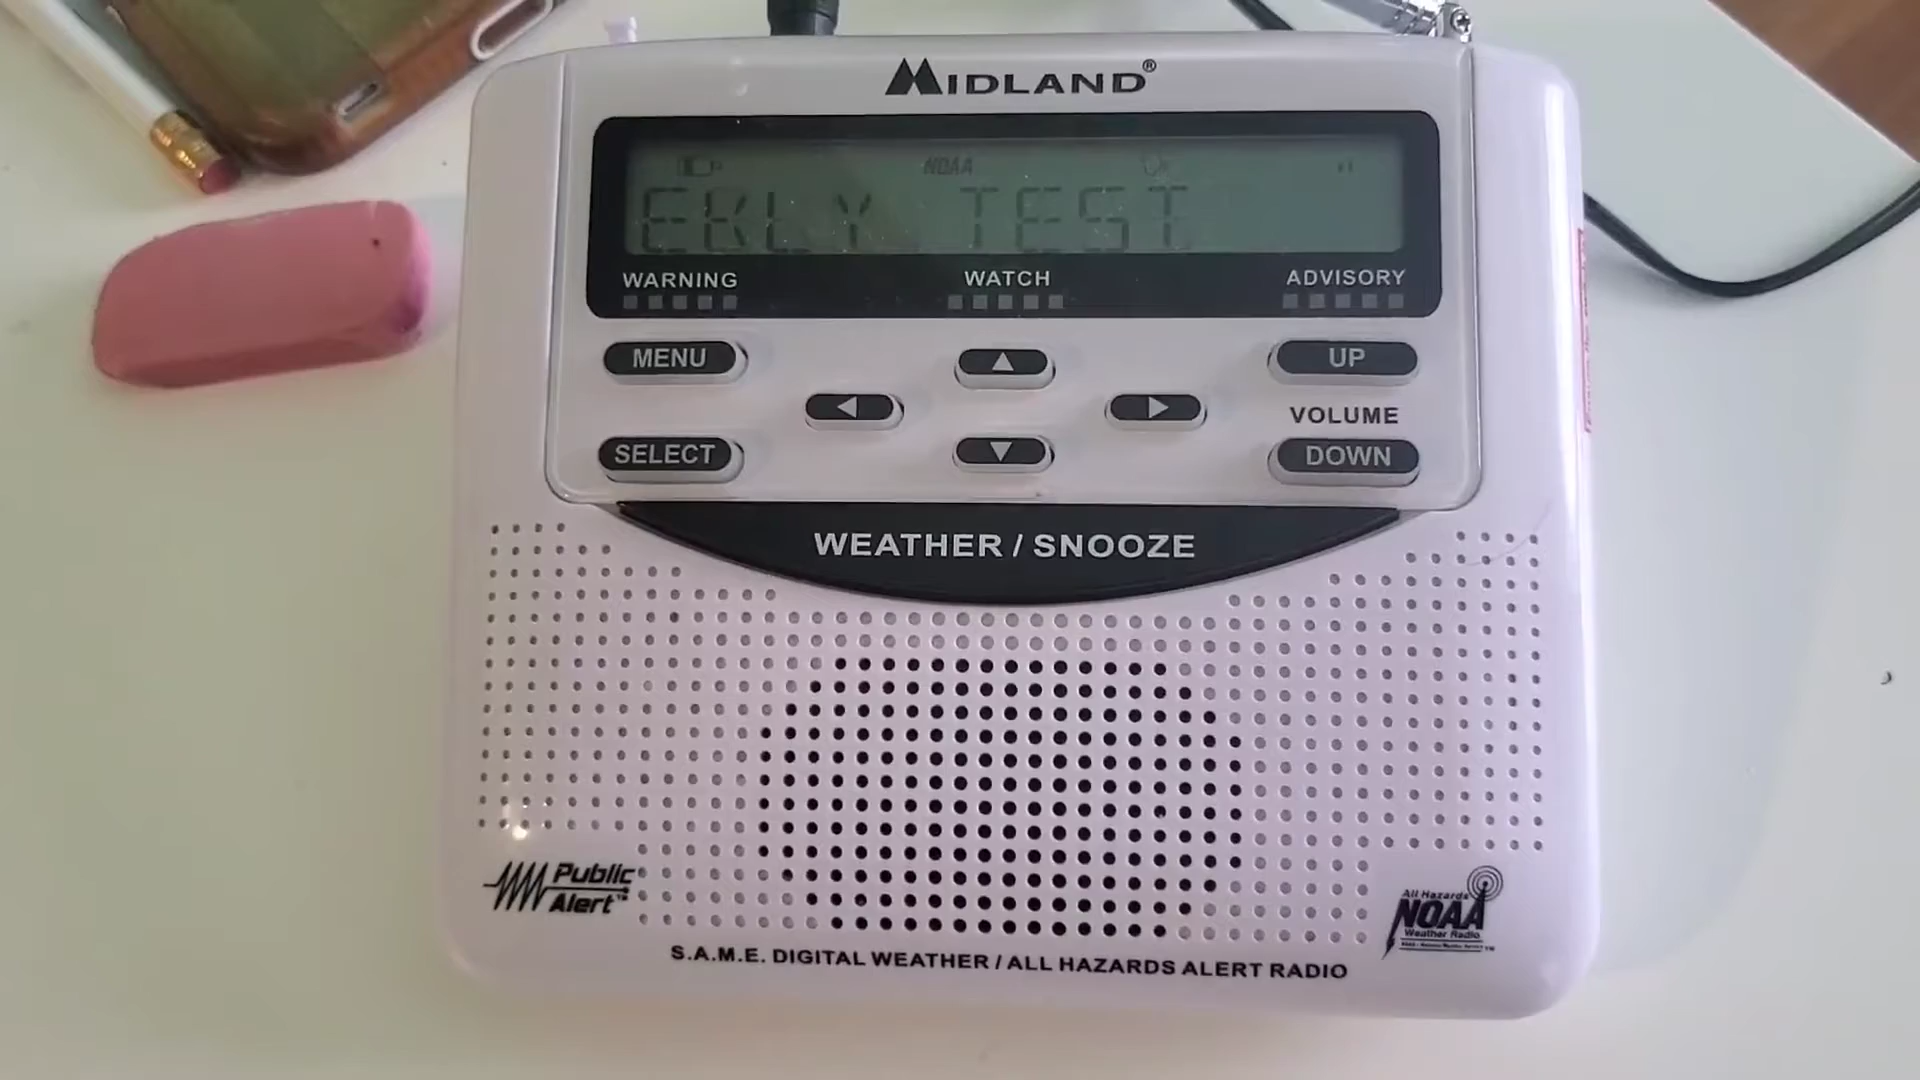 MIDLAND®
NOAA
EKLY TEST
WARNING WATCH ADVISORY
MENU UP
VOLUME
SELECT DOWN
WEATHER / SNOOZE
Public Alert™
All Hazards
NOAA
Weather Radio
S.A.M.E. DIGITAL WEATHER / ALL HAZARDS ALERT RADIO